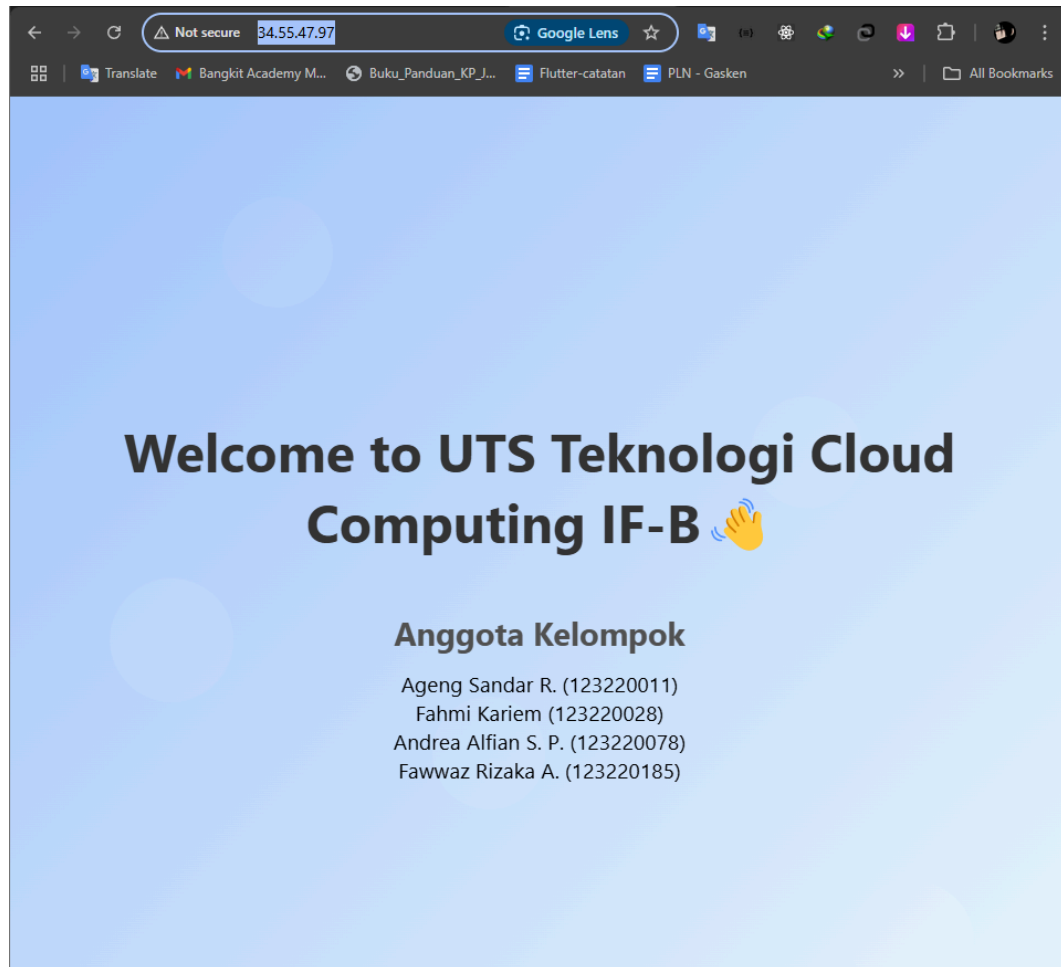 Not secure 34.55.47.97 Google Lens
Translate Bangkit Academy M... Buku_Panduan_KP_J... Flutter-catatan PLN - Gasken » All Bookmarks
Welcome to UTS Teknologi Cloud
Computing IF-B 👋
Anggota Kelompok
Ageng Sandar R. (123220011)
Fahmi Kariem (123220028)
Andrea Alfian S. P. (123220078)
Fawwaz Rizaka A. (123220185)